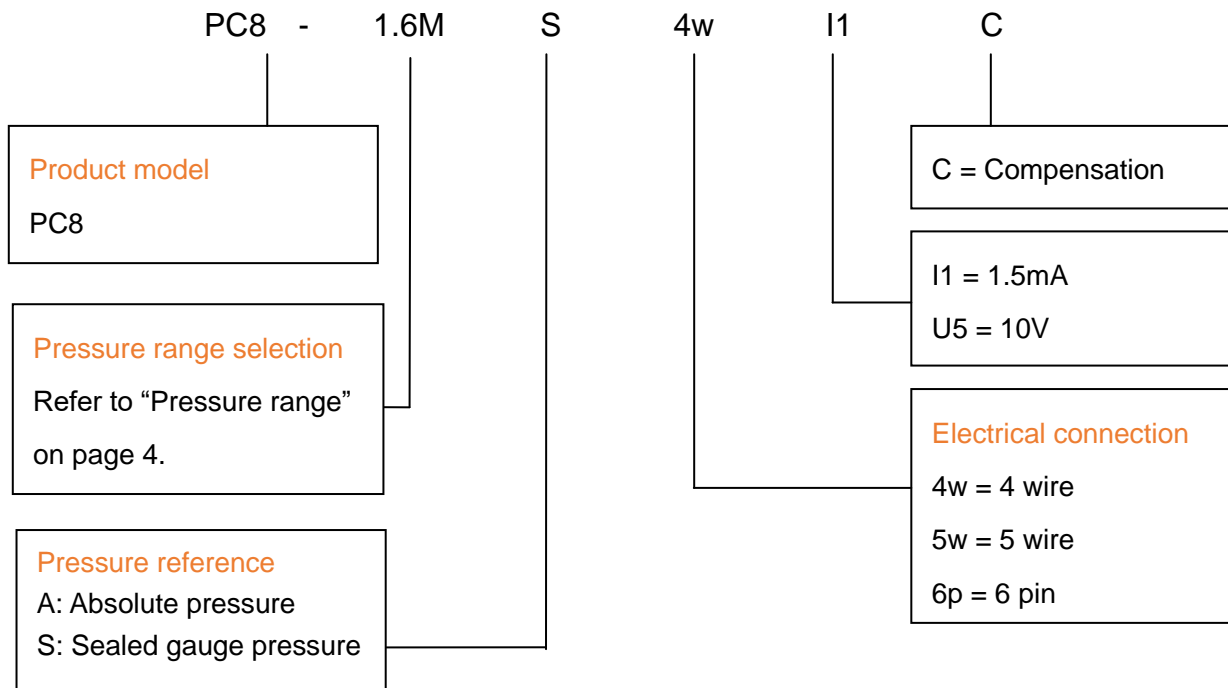 PC8 - 1.6M S 4w I1 C
Product model
PC8
Pressure range selection
Refer to “Pressure range”
on page 4.
Pressure reference
A: Absolute pressure
S: Sealed gauge pressure
C = Compensation
I1 = 1.5mA
U5 = 10V
Electrical connection
4w = 4 wire
5w = 5 wire
6p = 6 pin